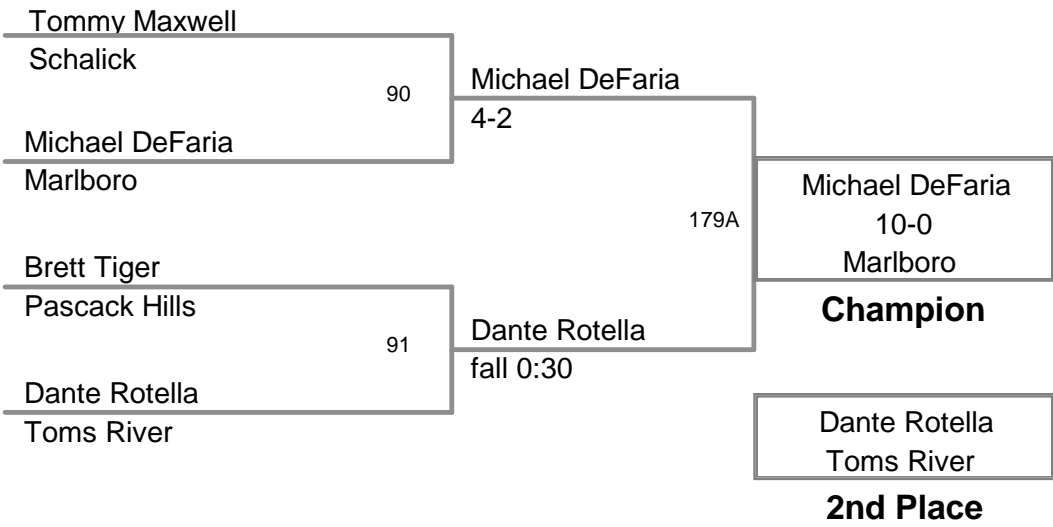 Tommy Maxwell
Schalick
90
Michael DeFaria
4-2
Michael DeFaria
Marlboro
179A
Michael DeFaria
10-0
Marlboro
Champion
Brett Tiger
Pascack Hills
91
Dante Rotella
fall 0:30
Dante Rotella
Toms River
Dante Rotella
Toms River
2nd Place